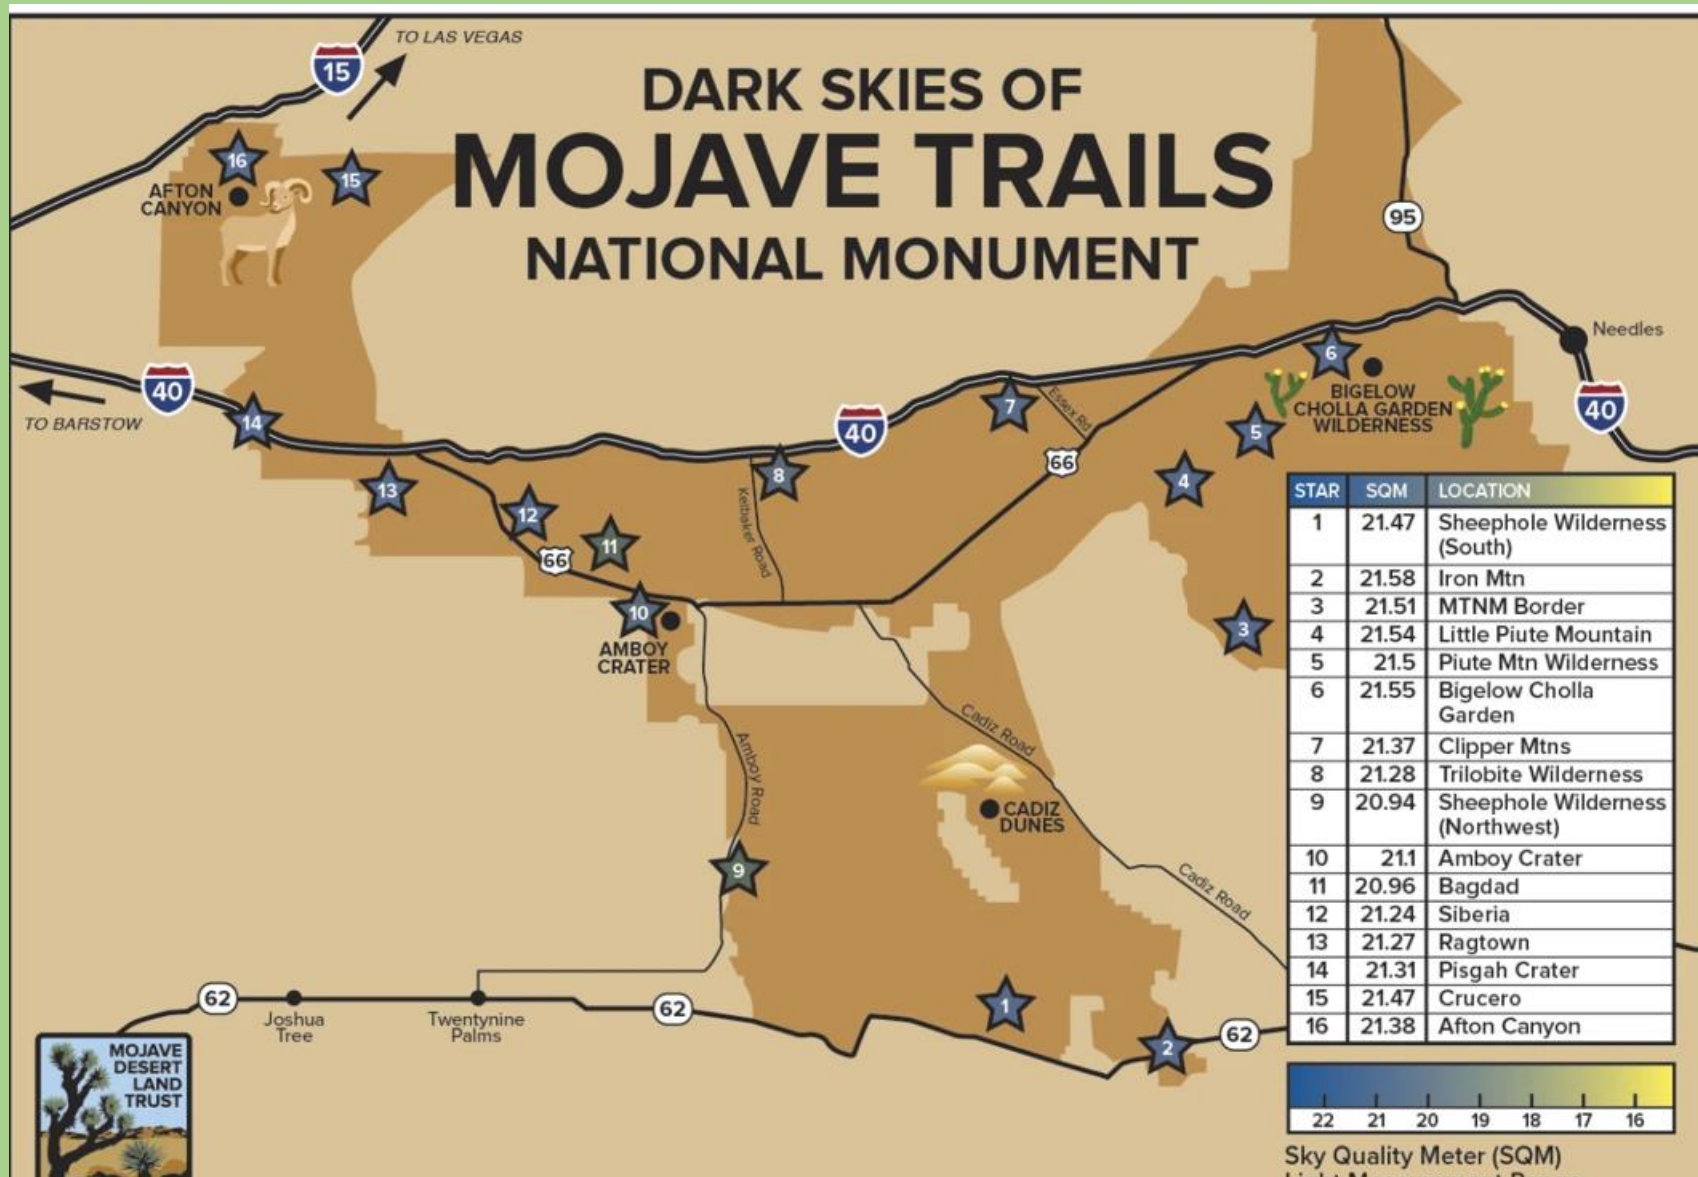 TO LAS VEGAS
15
DARK SKIES OF
MOJAVE TRAILS
NATIONAL MONUMENT
16
15
AFTON
CANYON
95
Needles
40
TO BARSTOW
14
40
7
Essex Rd
6
BIGELOW
CHOLLA GARDEN
WILDERNESS
40
5
66
4
13
8
Kelbaker Road
12
11
66
10
AMBOY
CRATER
3
Cadiz Road
Amboy Road
CADIZ
DUNES
9
Cadiz Road
STAR SQM LOCATION
1 21.47 Sheephole Wilderness
(South)
2 21.58 Iron Mtn
3 21.51 MTNM Border
4 21.54 Little Piute Mountain
5 21.5 Piute Mtn Wilderness
6 21.55 Bigelow Cholla
Garden
7 21.37 Clipper Mtns
8 21.28 Trilobite Wilderness
9 20.94 Sheephole Wilderness
(Northwest)
10 21.1 Amboy Crater
11 20.96 Bagdad
12 21.24 Siberia
13 21.27 Ragtown
14 21.31 Pisgah Crater
15 21.47 Crucero
16 21.38 Afton Canyon
62
Joshua
Tree
Twentynine
Palms
62
1
2
62
MOJAVE
DESERT
LAND
TRUST
22 21 20 19 18 17 16
Sky Quality Meter (SQM)